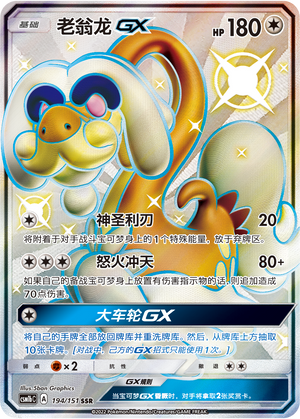 基础 老翁龙GX HP 180
神圣利刃 20
将附着于对手战斗宝可梦身上的1个特殊能量,放于弃牌区。
怒火冲天 80+
如果自己的备战宝可梦身上放置有伤害指示物的话,则追加造成
70点伤害。
大车轮GX
将自己的手牌全部放回牌库并重洗牌库。然后,从牌库上方抽取
10张卡牌。(对战中,己方的GX招式只能使用1次。)
弱点 ×2 抵抗力 撤退
GX规则
Illus. 5ban Graphics
当宝可梦GX昏厥时,对手将拿取2张奖赏卡。
csm1bC A 194/151 SSR
©2022 Pokémon/Nintendo/Creatures/GAME FREAK